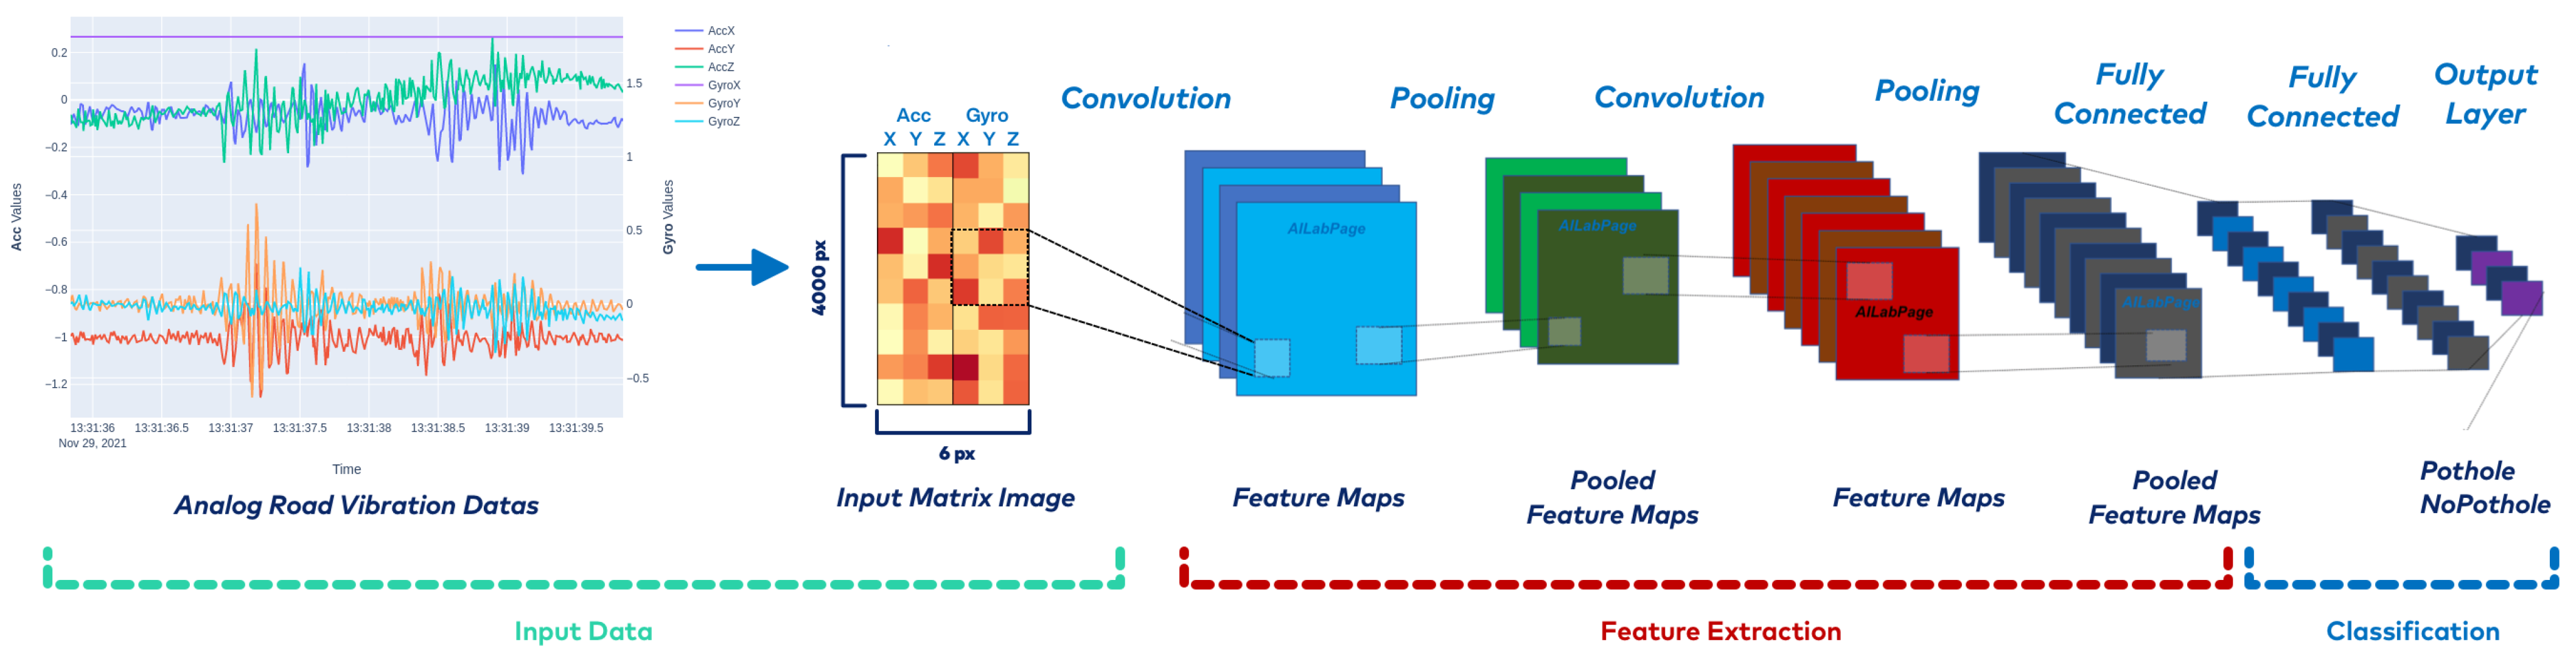 0.2
0
−0.2
−0.4
−0.6
−0.8
−1
−1.2
Acc Values
1.5
1
0.5
0
−0.5
Gyro Values
13:31:36
Nov 29, 2021
13:31:36.5
13:31:37
13:31:37.5
13:31:38
13:31:38.5
13:31:39
13:31:39.5
Time
AccX
AccY
AccZ
GyroX
GyroY
GyroZ
Analog Road Vibration Datas
Acc Gyro
X Y Z X Y Z
4000 px
6 px
Input Matrix Image
Convolution
Pooling
Convolution
Pooling
Fully
Connected
Fully
Connected
Output
Layer
AILabPage
AILabPage
AILabPage
AILabPage
Feature Maps
Pooled
Feature Maps
Feature Maps
Pooled
Feature Maps
Pothole
NoPothole
Input Data
Feature Extraction
Classification